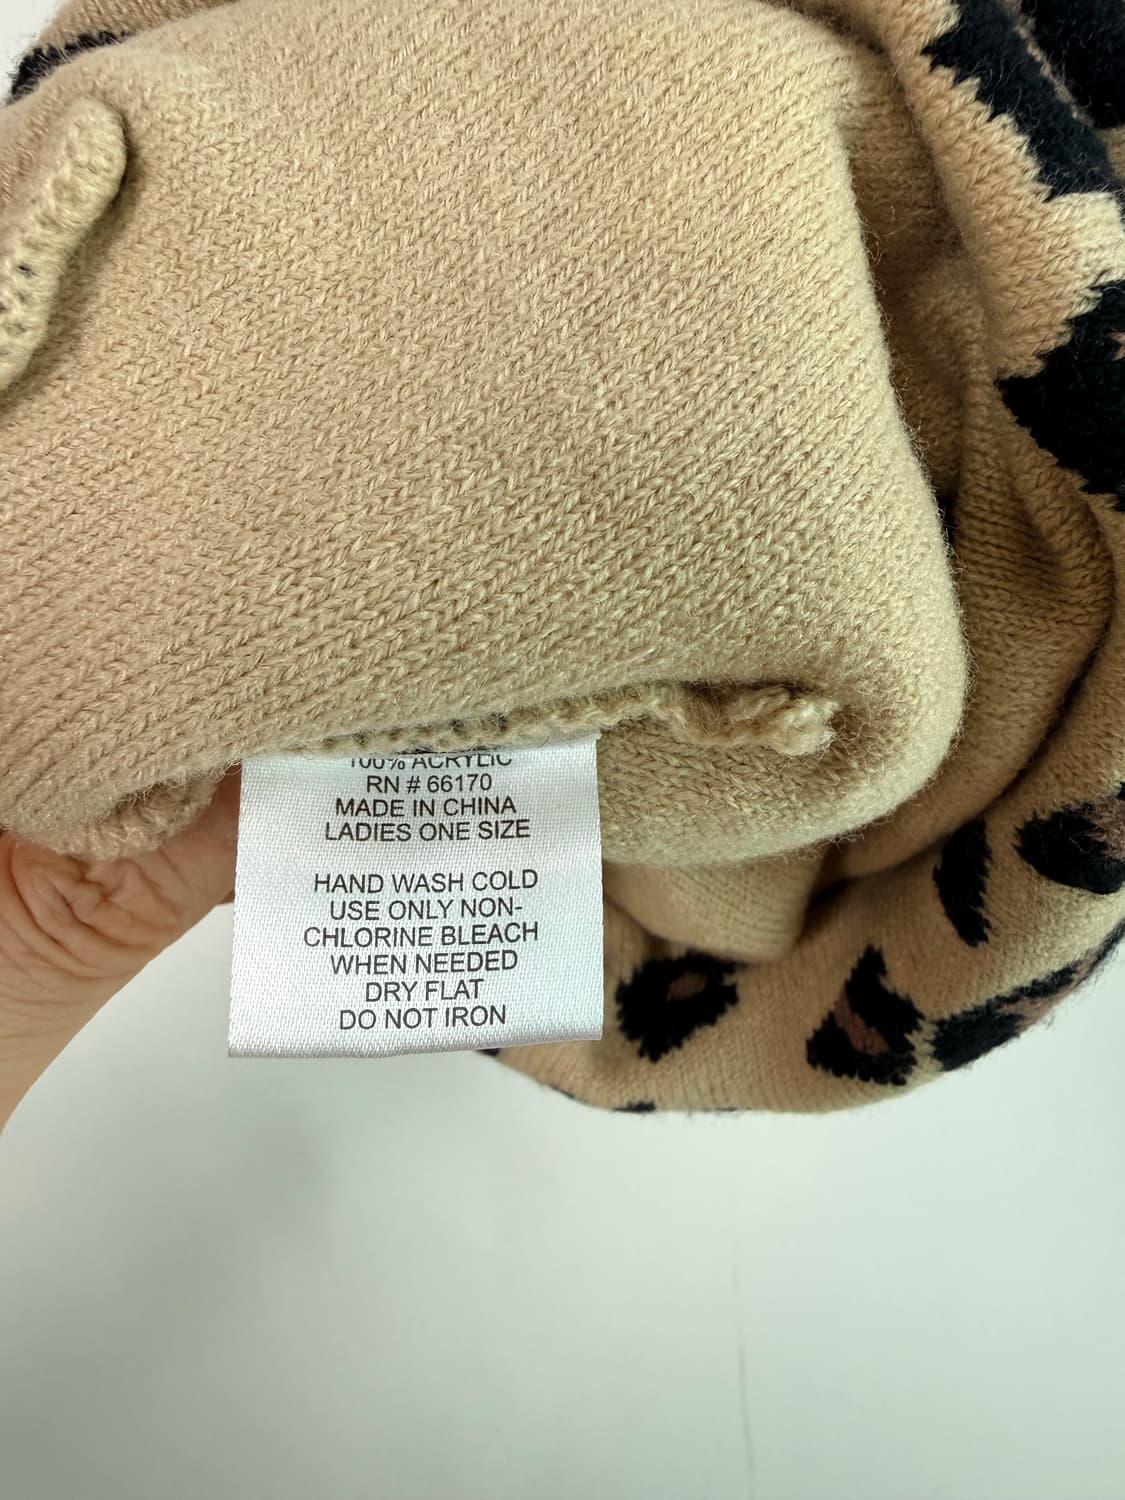 100% ACRYLIC
RN # 66170
MADE IN CHINA
LADIES ONE SIZE
HAND WASH COLD
USE ONLY NON-
CHLORINE BLEACH
WHEN NEEDED
DRY FLAT
DO NOT IRON